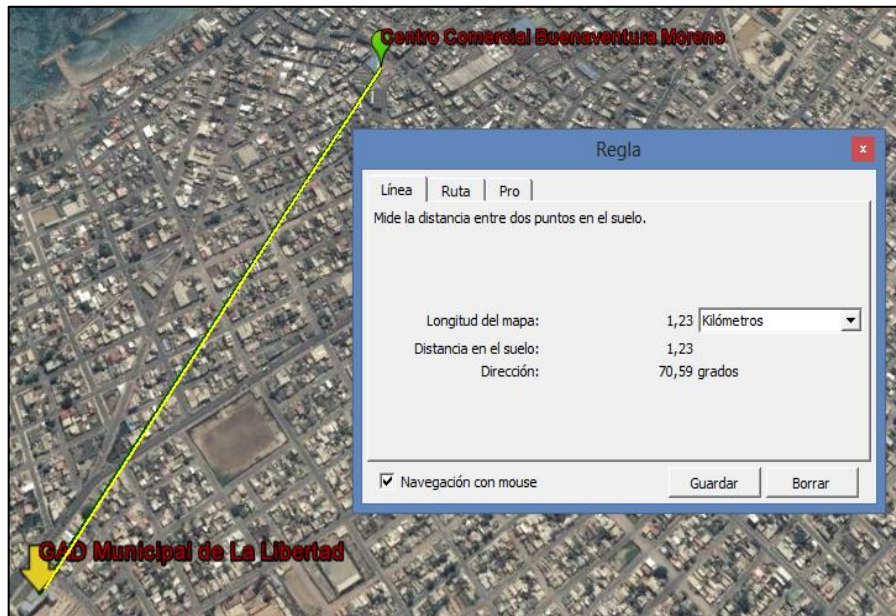 Centro Comercial Buenaventura Moreno
Regla
x
Línea Ruta Pro
Mide la distancia entre dos puntos en el suelo.
Longitud del mapa: 1,23 Kilómetros
Distancia en el suelo: 1,23
Dirección: 70,59 grados
Navegación con mouse Guardar Borrar
GAD Municipal de La Libertad